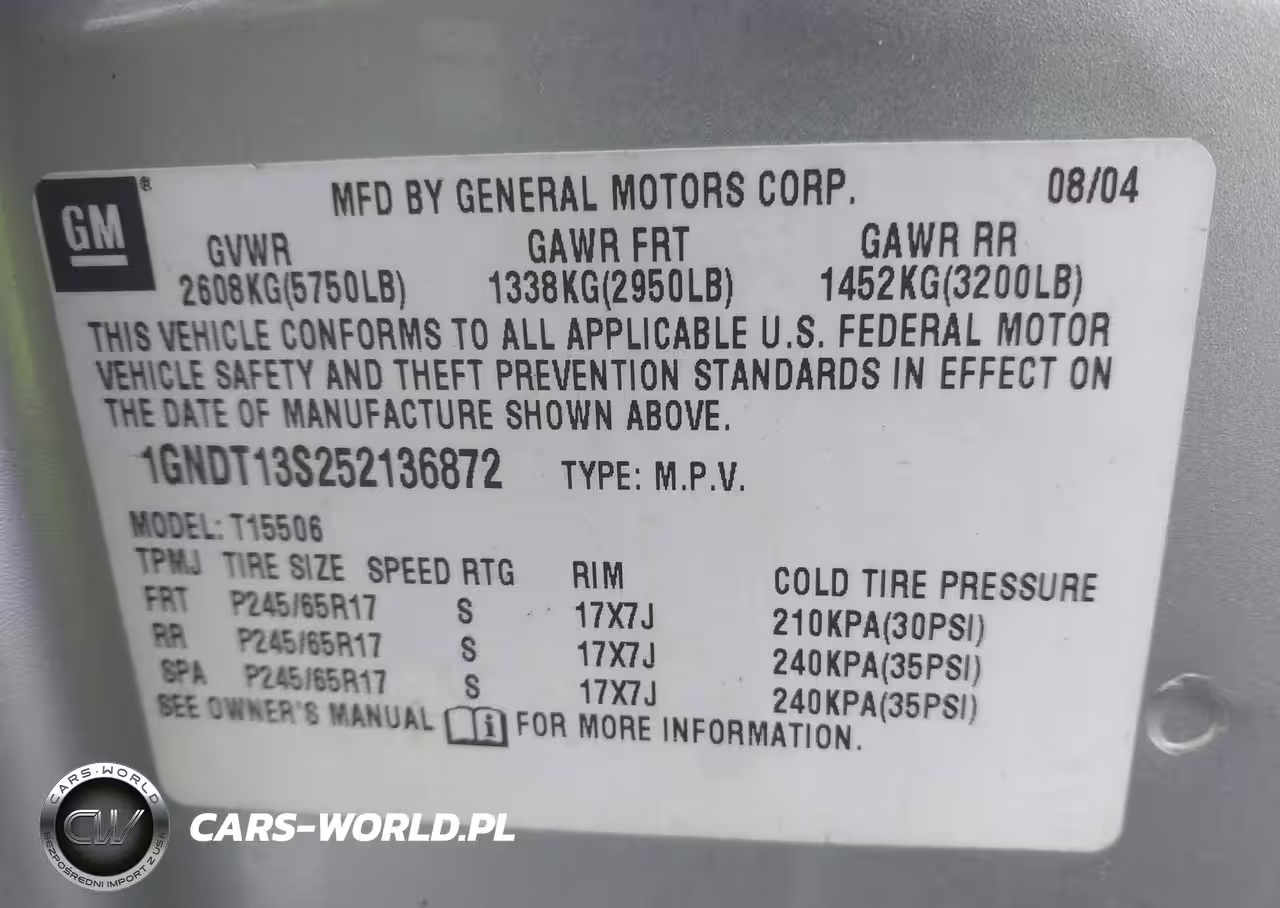 GM ® MFD BY GENERAL MOTORS CORP. 08/04
GVWR GAWR FRT GAWR RR
2608KG(5750LB) 1338KG(2950LB) 1452KG(3200LB)
THIS VEHICLE CONFORMS TO ALL APPLICABLE U.S. FEDERAL MOTOR
VEHICLE SAFETY AND THEFT PREVENTION STANDARDS IN EFFECT ON
THE DATE OF MANUFACTURE SHOWN ABOVE.
1GNDT13S252136872 TYPE: M.P.V.
MODEL: T15506
TPMJ TIRE SIZE SPEED RTG RIM COLD TIRE PRESSURE
FRT P245/65R17 S 17X7J 210KPA(30PSI)
RR P245/65R17 S 17X7J 240KPA(35PSI)
SPA P245/65R17 S 17X7J 240KPA(35PSI)
SEE OWNER'S MANUAL i FOR MORE INFORMATION.
CARS-WORLD
CW
BEZPOŚREDNI IMPORT Z USA
CARS-WORLD.PL